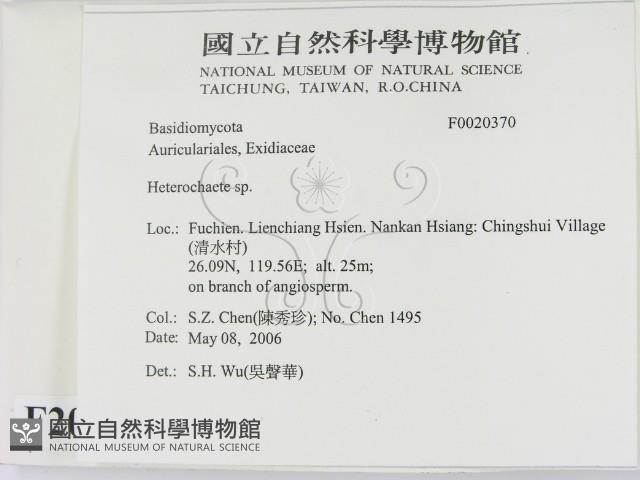 國立自然科學博物館
NATIONAL MUSEUM OF NATURAL SCIENCE
TAICHUNG, TAIWAN, R.O.CHINA
Basidiomycota F0020370
Auriculariales, Exidiaceae
Heterochaete sp.
Loc.: Fuchien. Lienchiang Hsien. Nankan Hsiang: Chingshui Village
(清水村)
26.09N, 119.56E; alt. 25m;
on branch of angiosperm.
Col.: S.Z. Chen(陳秀珍); No. Chen 1495
Date: May 08, 2006
Det.: S.H. Wu(吳聲華)
國立自然科學博物館
NATIONAL MUSEUM OF NATURAL SCIENCE